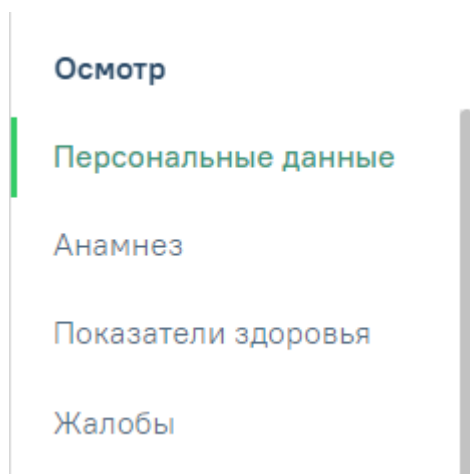 Осмотр
Персональные данные
Анамнез
Показатели здоровья
Жалобы